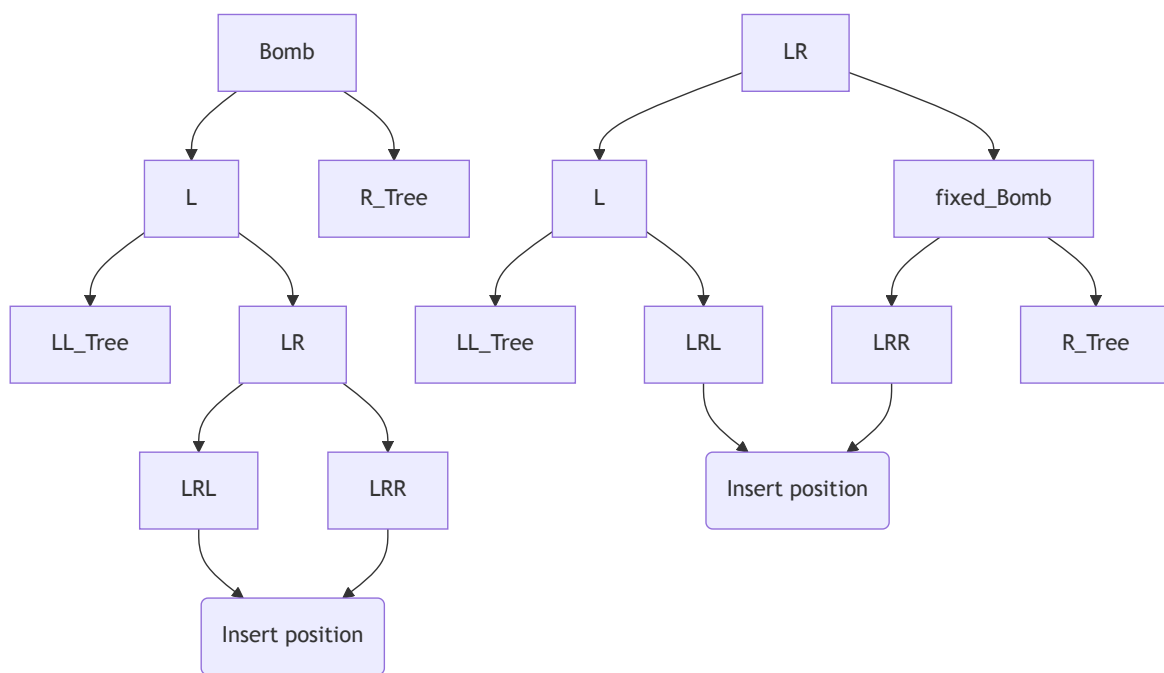 Bomb
L
R_Tree
LL_Tree
LR
LRL
LRR
Insert position
LR
L
fixed_Bomb
LL_Tree
LRL
LRR
R_Tree
Insert position